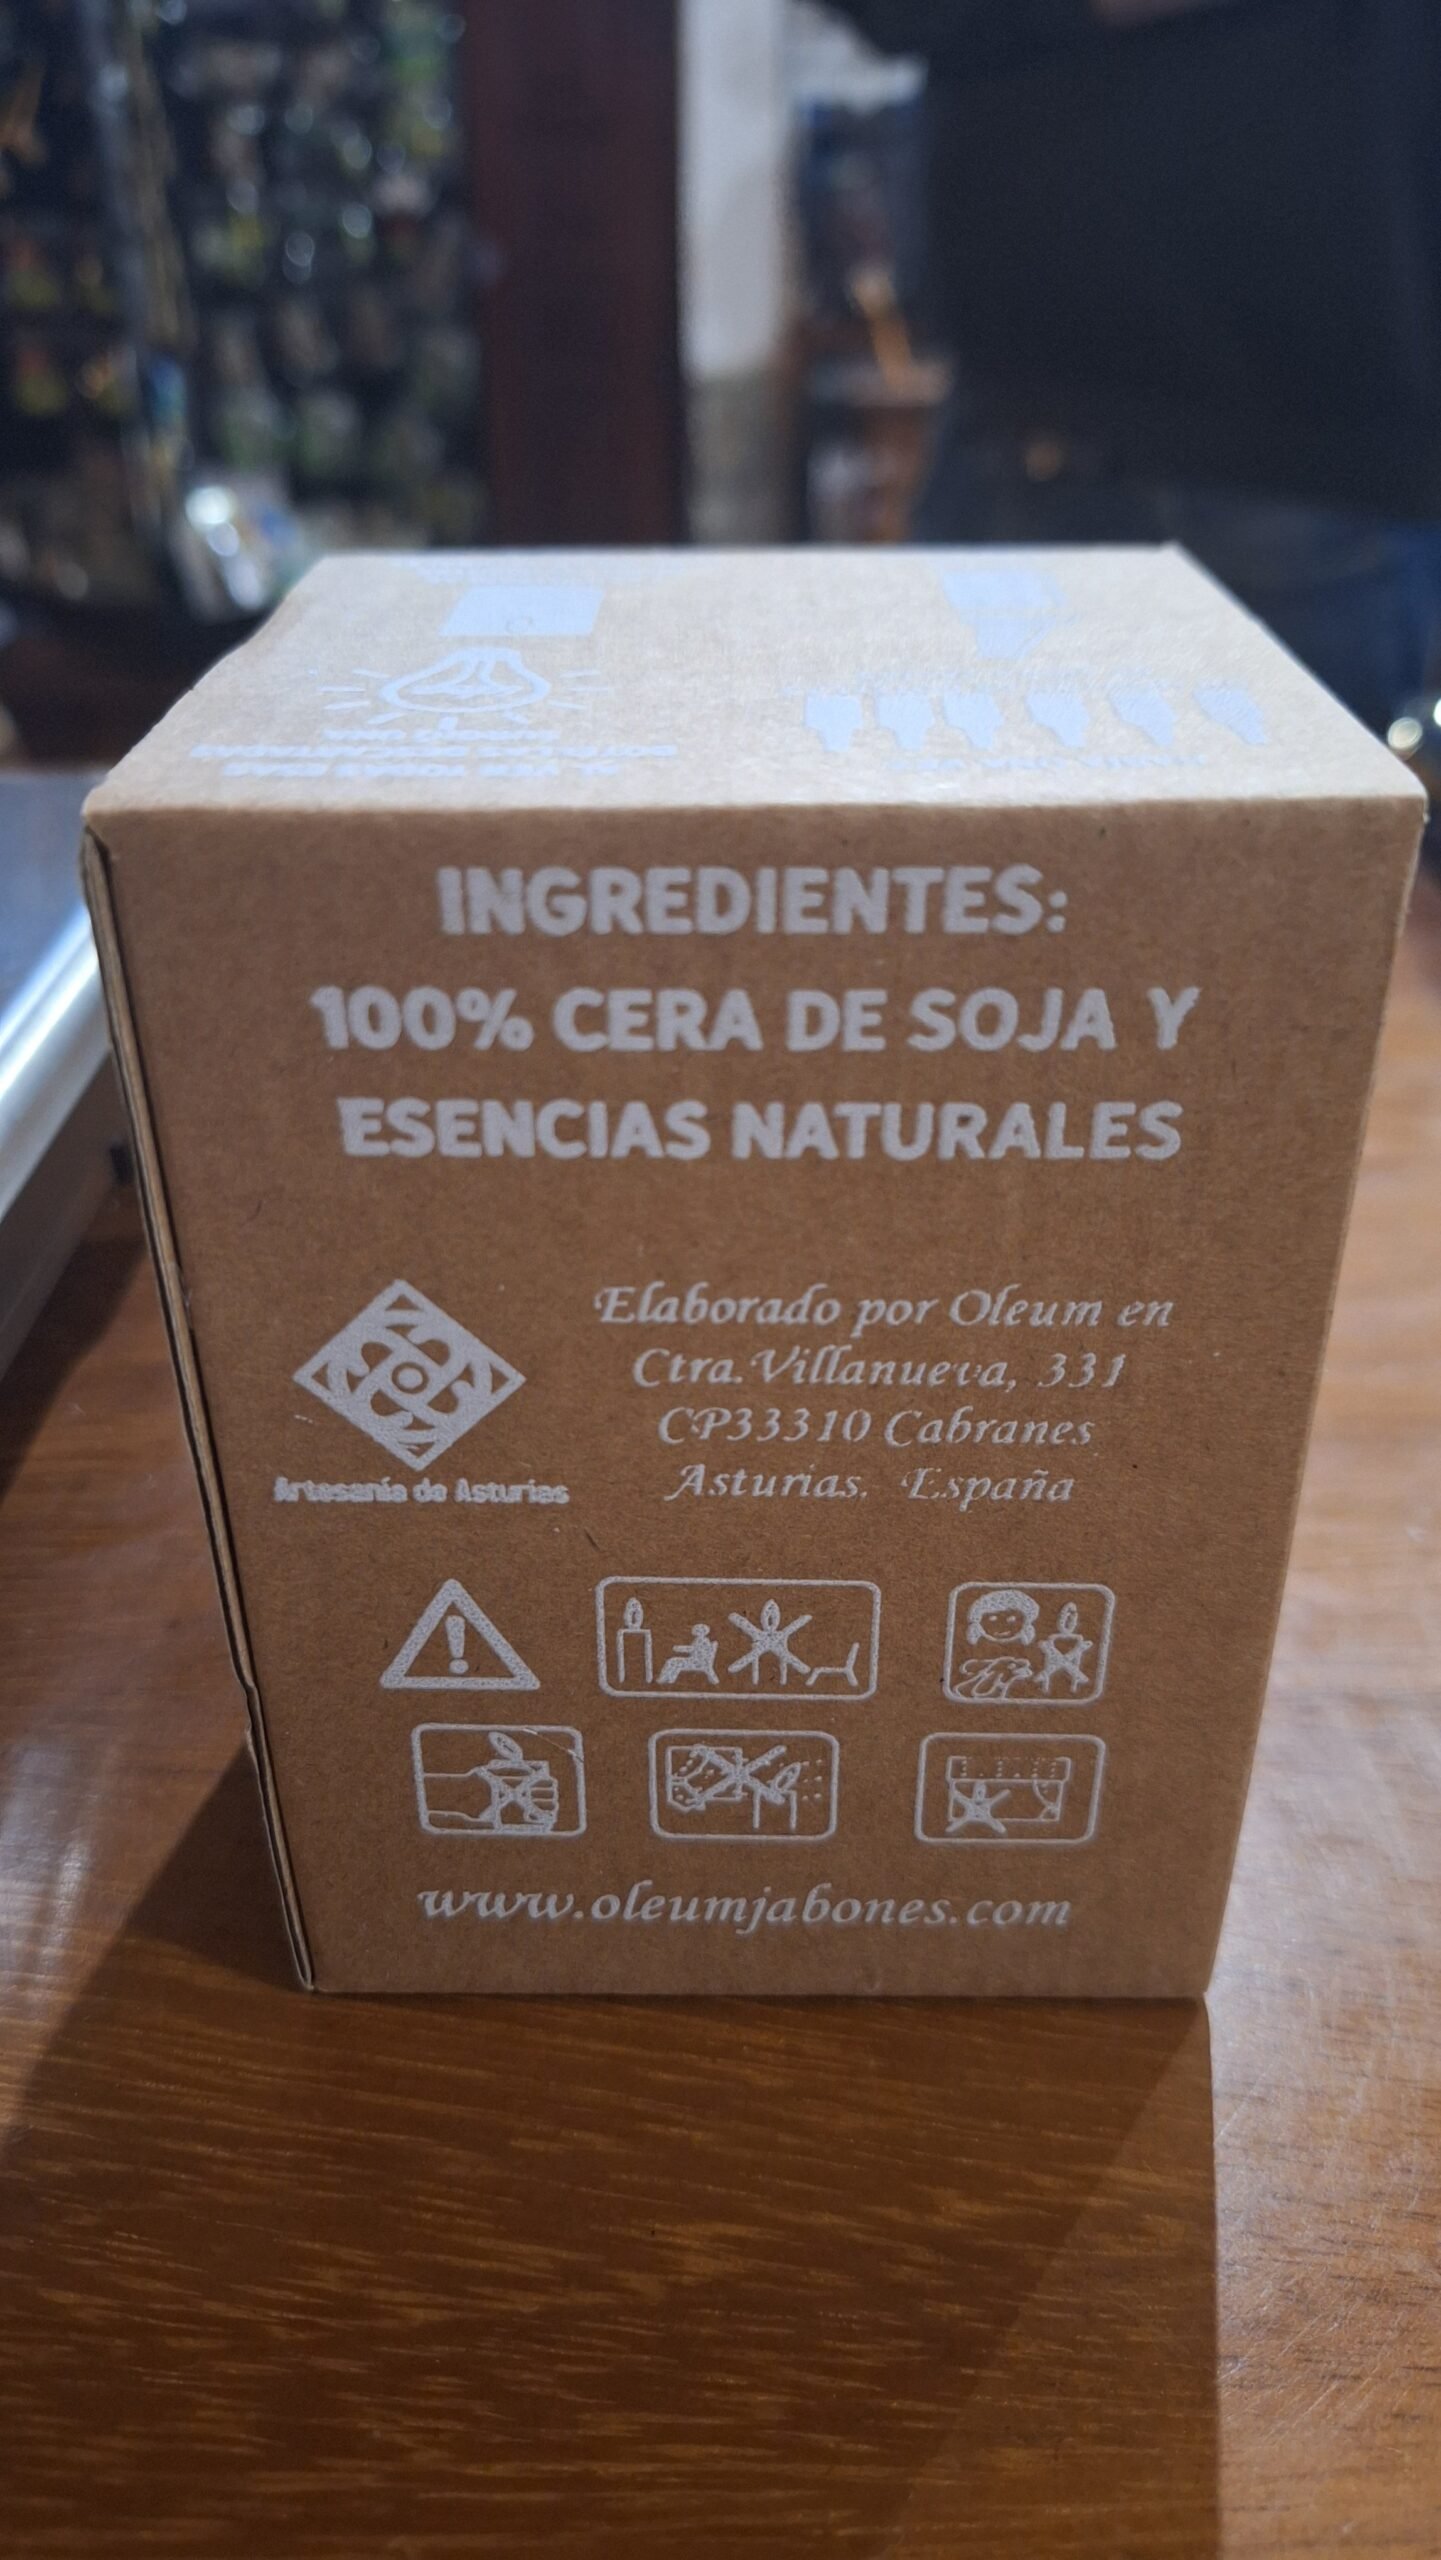 INGREDIENTES:
100% CERA DE SOJA Y
ESENCIAS NATURALES
Artesanía de Asturias
Elaborado por Oleum en
Ctra. Villanueva, 331
CP33310 Cabranes
Asturias. España
www.oleumjabones.com